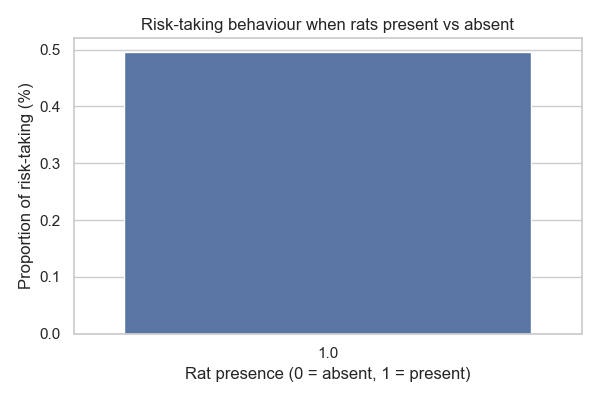 Risk-taking behaviour when rats present vs absent
Proportion of risk-taking (%)
0.5
0.4
0.3
0.2
0.1
0.0
1.0
Rat presence (0 = absent, 1 = present)